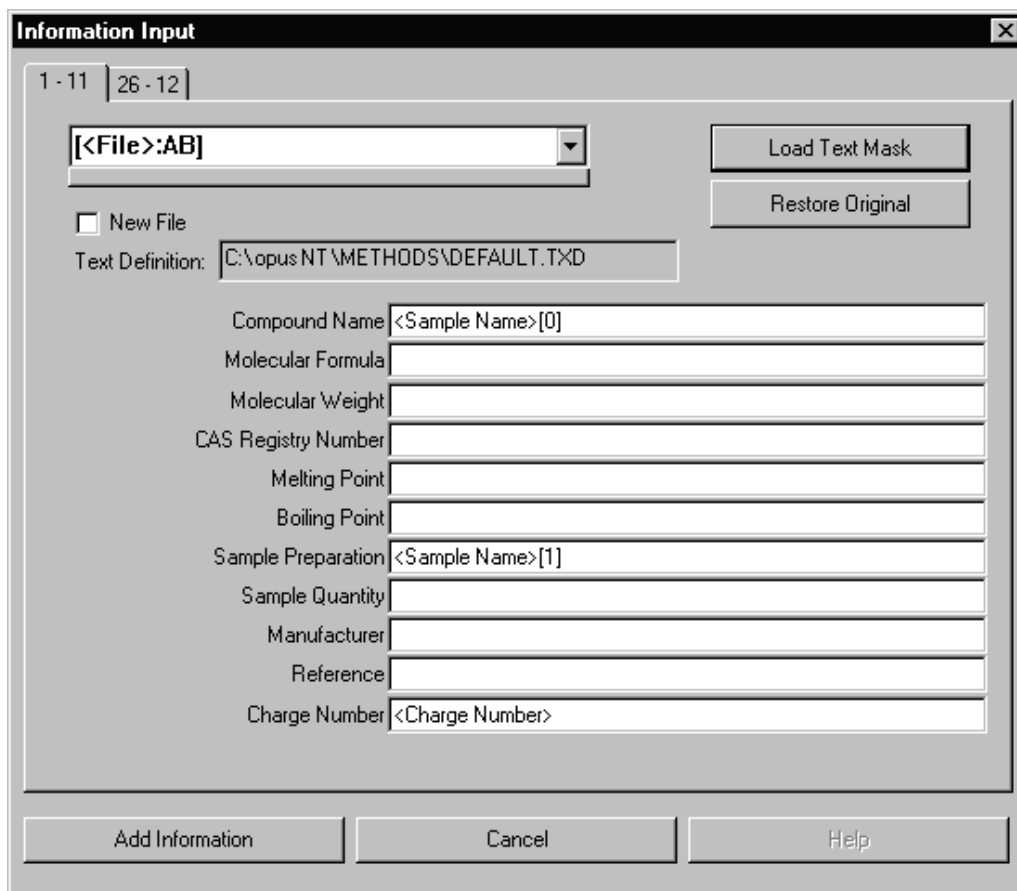 Information Input
1 - 11
26 - 12
[<File>:AB]
Load Text Mask
Restore Original
New File
Text Definition: C:\opusNT\METHODS\DEFAULT.TXD
Compound Name <Sample Name>[0]
Molecular Formula
Molecular Weight
CAS Registry Number
Melting Point
Boiling Point
Sample Preparation <Sample Name>[1]
Sample Quantity
Manufacturer
Reference
Charge Number <Charge Number>
Add Information
Cancel
Help